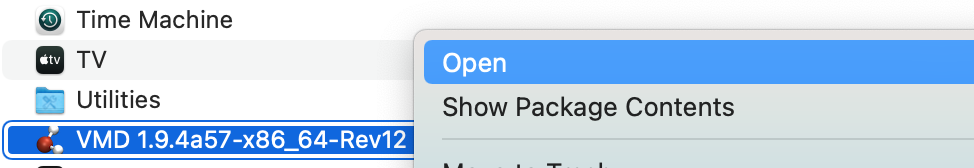 Time Machine
TV
Open
Utilities
Show Package Contents
VMD 1.9.4a57-x86_64-Rev12